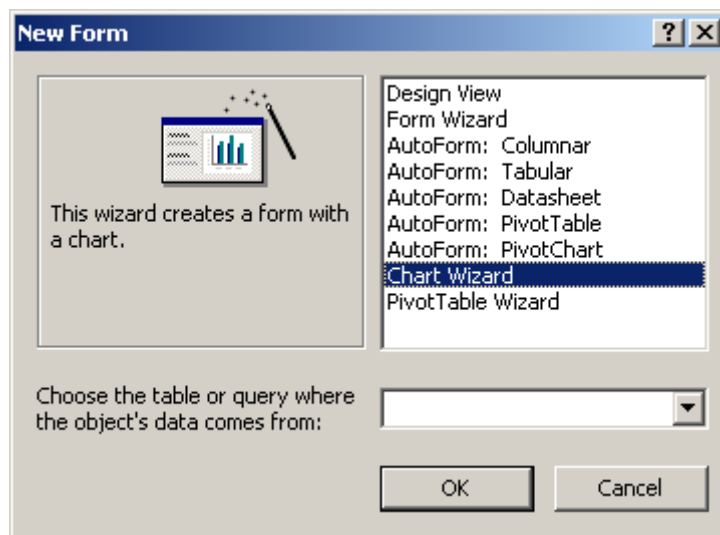 New Form
This wizard creates a form with
a chart.
Design View
Form Wizard
AutoForm:  Columnar
AutoForm:  Tabular
AutoForm:  Datasheet
AutoForm:  PivotTable
AutoForm:  PivotChart
Chart Wizard
PivotTable Wizard
Choose the table or query where
the object's data comes from:
OK
Cancel